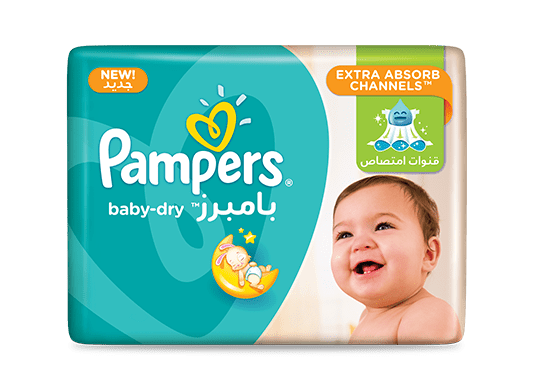 NEW!
جديد
EXTRA ABSORB
CHANNELS™
قنوات امتصاص
Pampers®
baby-dry™ بامبرز